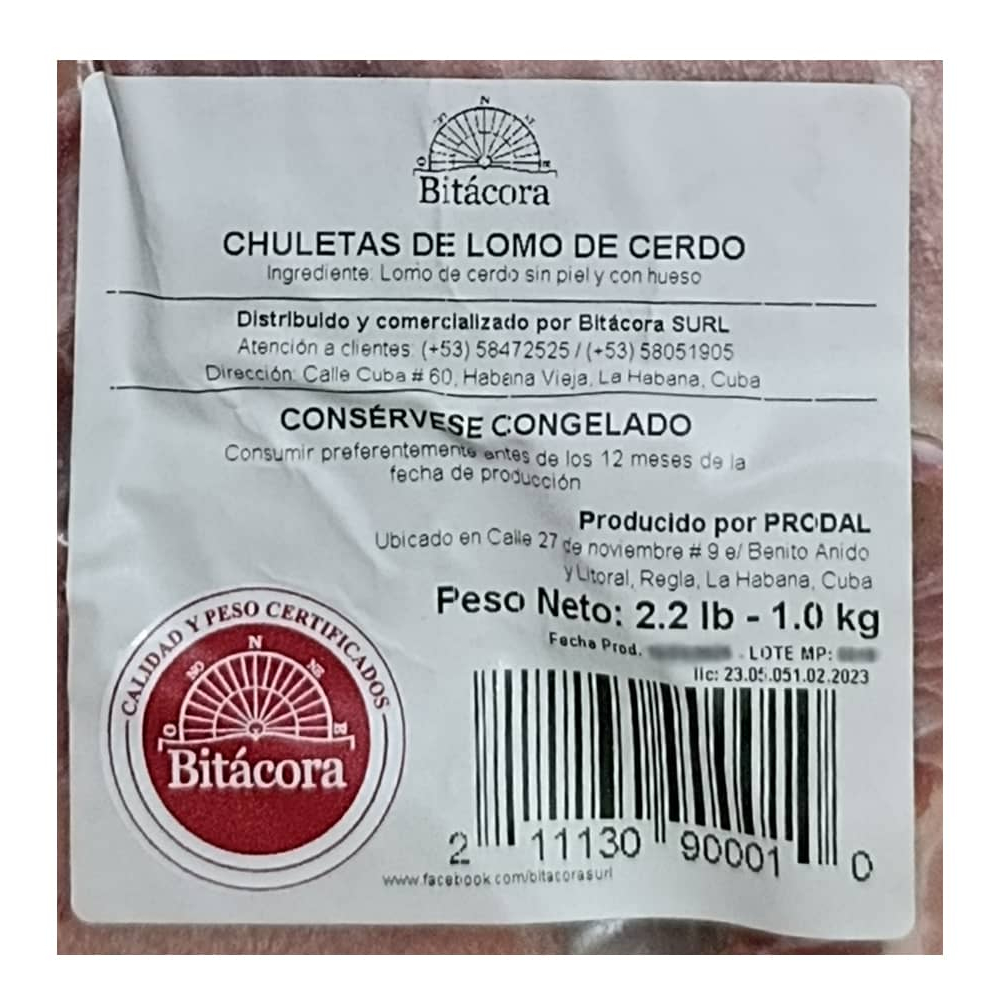 N
NO NE
O E
Bitácora
CHULETAS DE LOMO DE CERDO
Ingrediente: Lomo de cerdo sin piel y con hueso
Distribuido y comercializado por Bitácora SURL
Atención a clientes: (+53) 58472525 / (+53) 58051905
Dirección: Calle Cuba # 60, Habana Vieja, La Habana, Cuba
CONSÉRVESE CONGELADO
Consumir preferentemente antes de los 12 meses de la
fecha de producción
Producido por PRODAL
Ubicado en Calle 27 de noviembre # 9 e/ Benito Anido
y Litoral, Regla, La Habana, Cuba
Peso Neto: 2.2 lb - 1.0 kg
Fecha Prod. . LOTE MP:
lic: 23.05.051.02.2023
CALIDAD Y PESO CERTIFICADOS
N
NO NE
O E
Bitácora
2 11130 90001 0
www.facebook.com/bitacorasurl